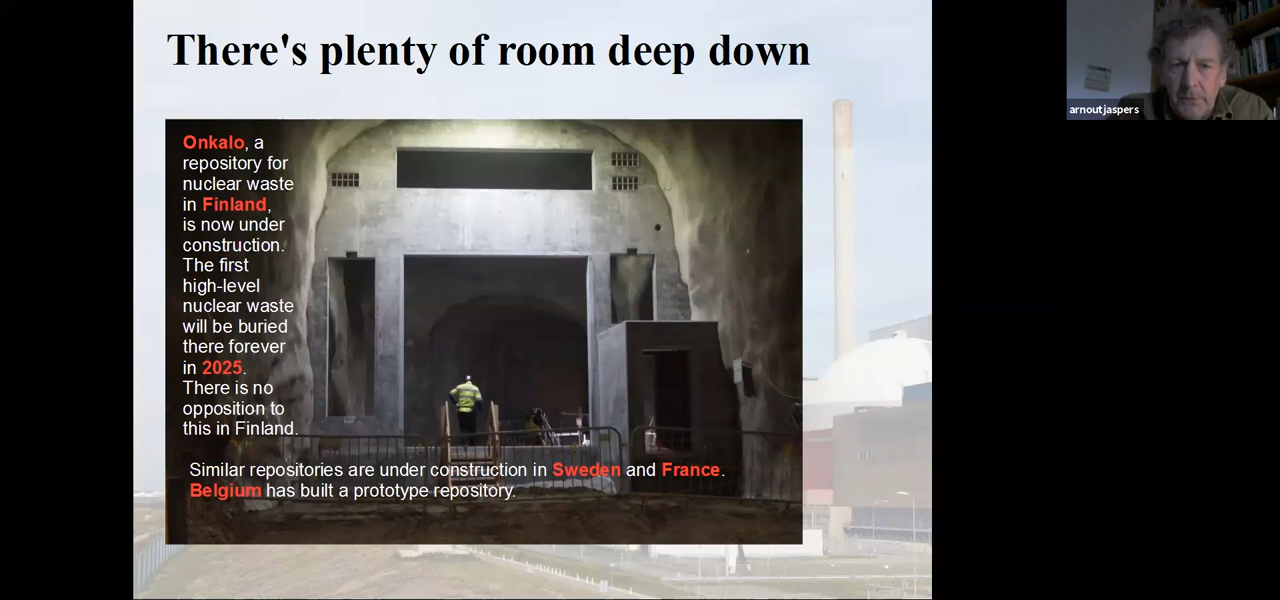 There's plenty of room deep down
Onkalo, a
repository for
nuclear waste
in Finland,
is now under
construction.
The first
high-level
nuclear waste
will be buried
there forever
in 2025.
There is no
opposition to
this in Finland.
Similar repositories are under construction in Sweden and France.
Belgium has built a prototype repository.
arnoutjaspers